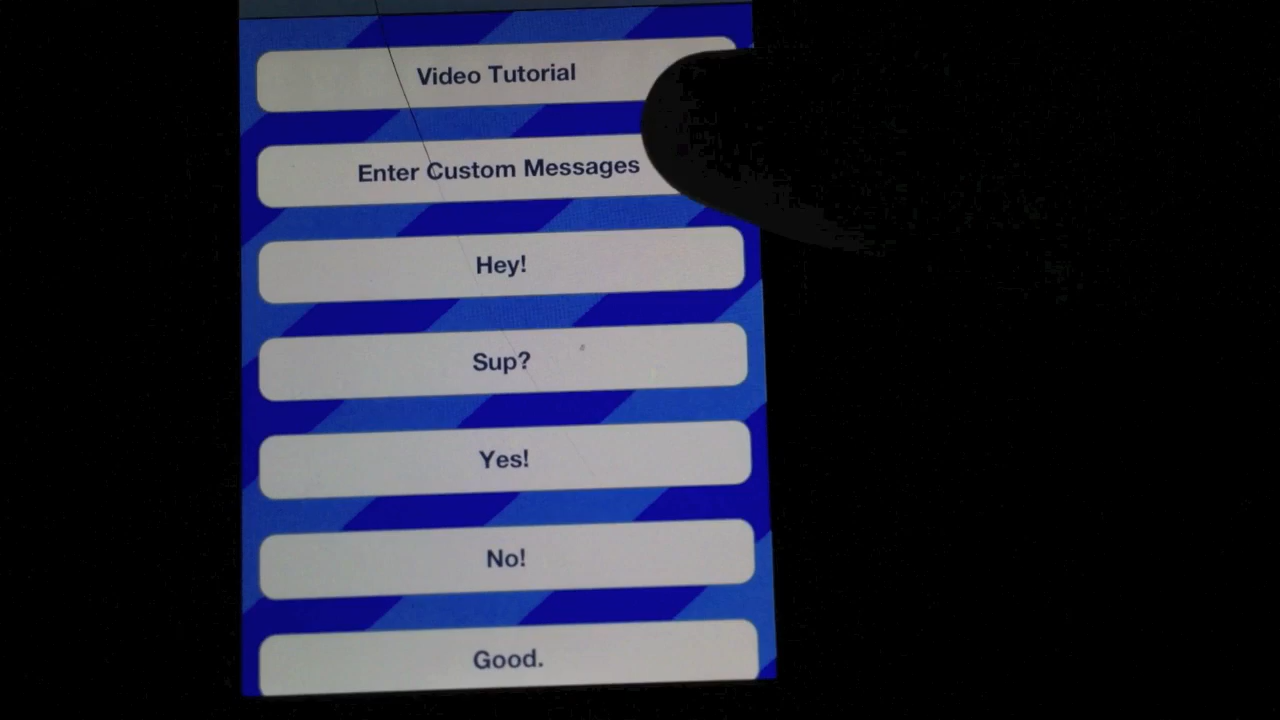 Video Tutorial
Enter Custom Messages
Hey!
Sup?
Yes!
No!
Good.